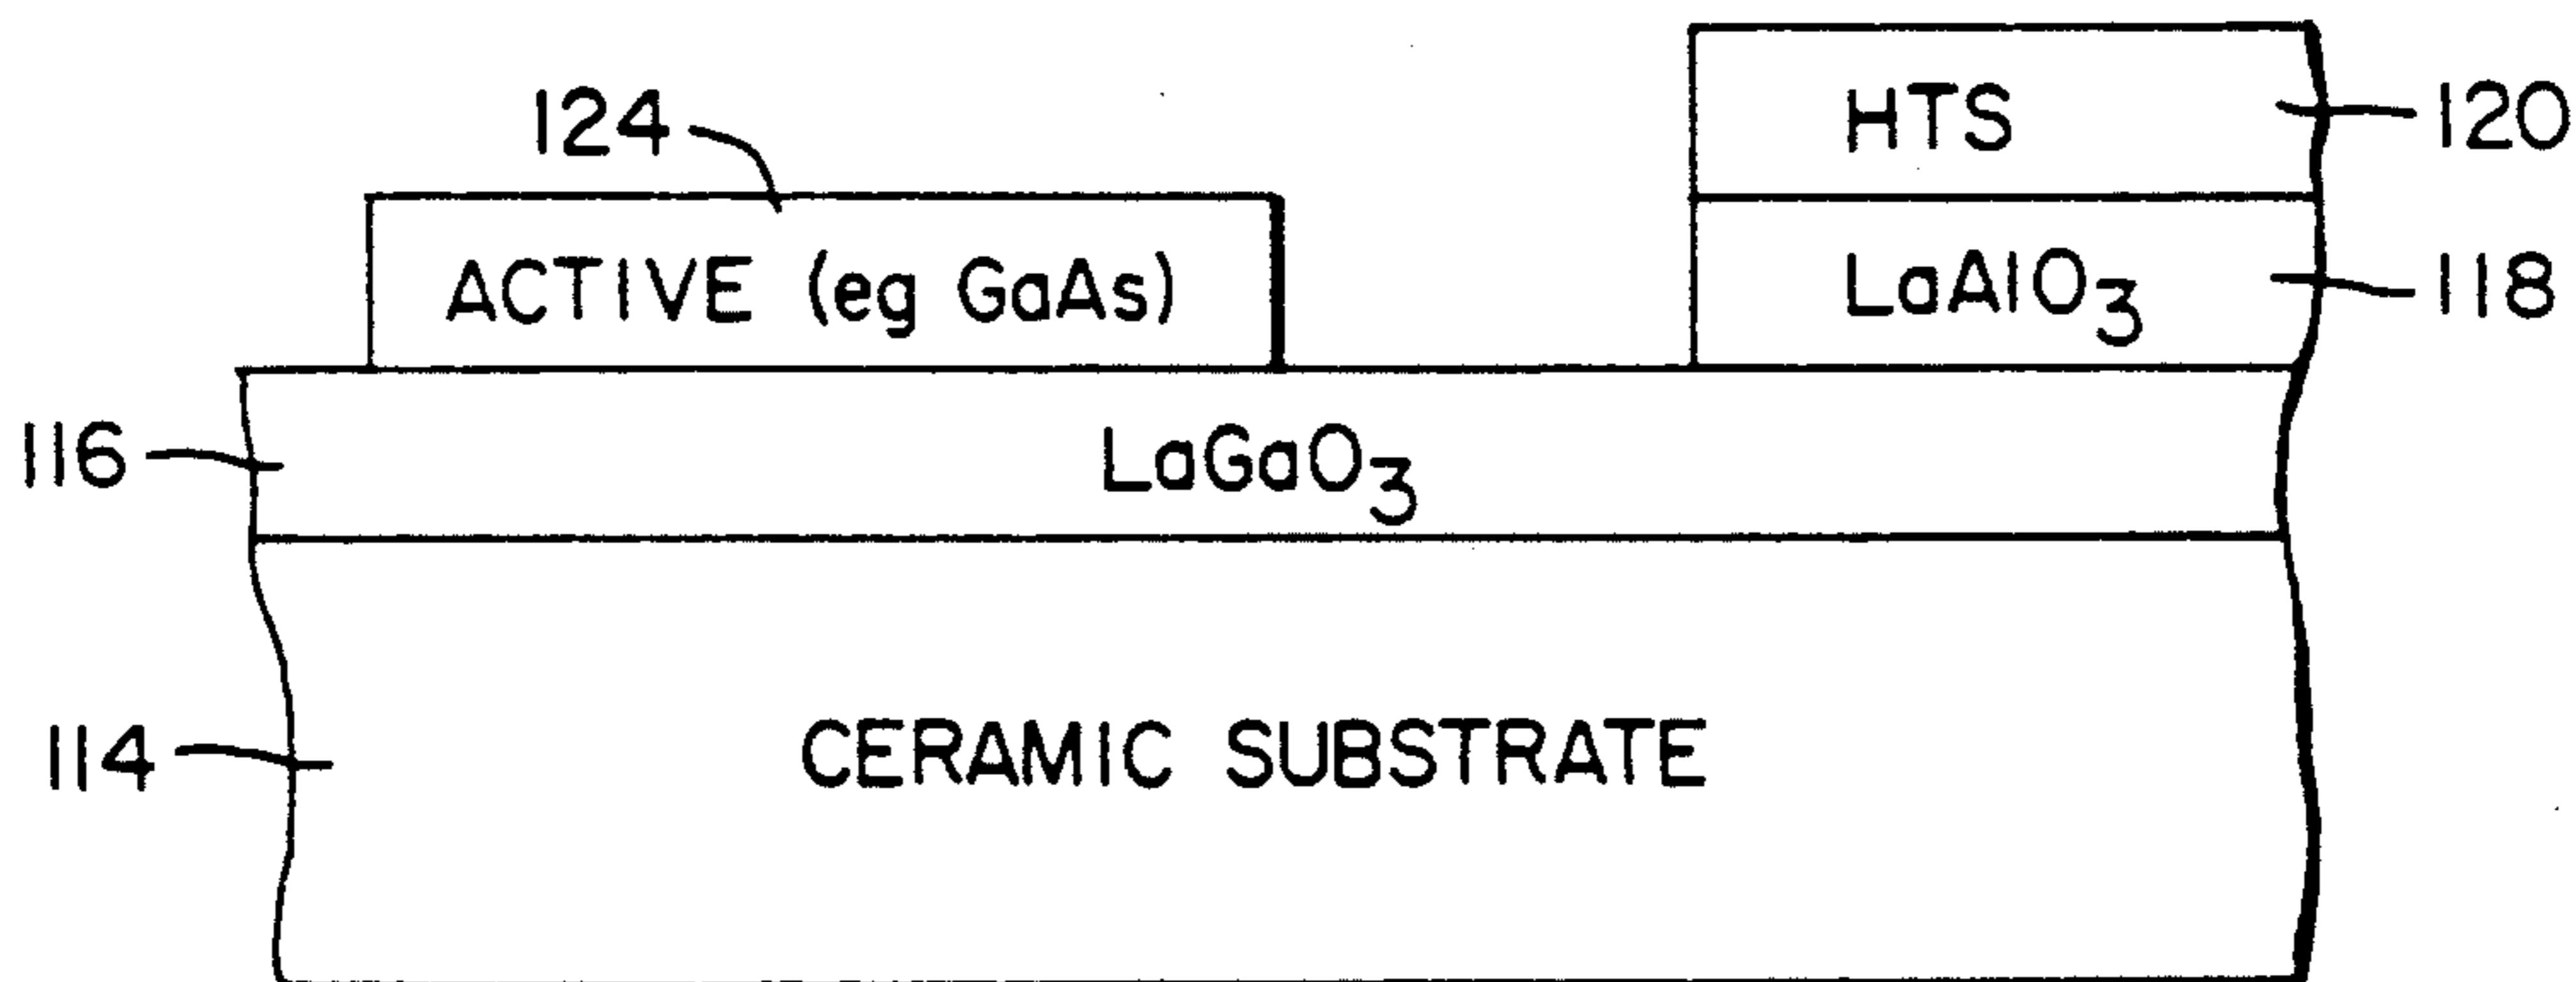 HTS
120
124
ACTIVE (eg GaAs)
LaAlO3
118
116
LaGaO3
114
CERAMIC SUBSTRATE